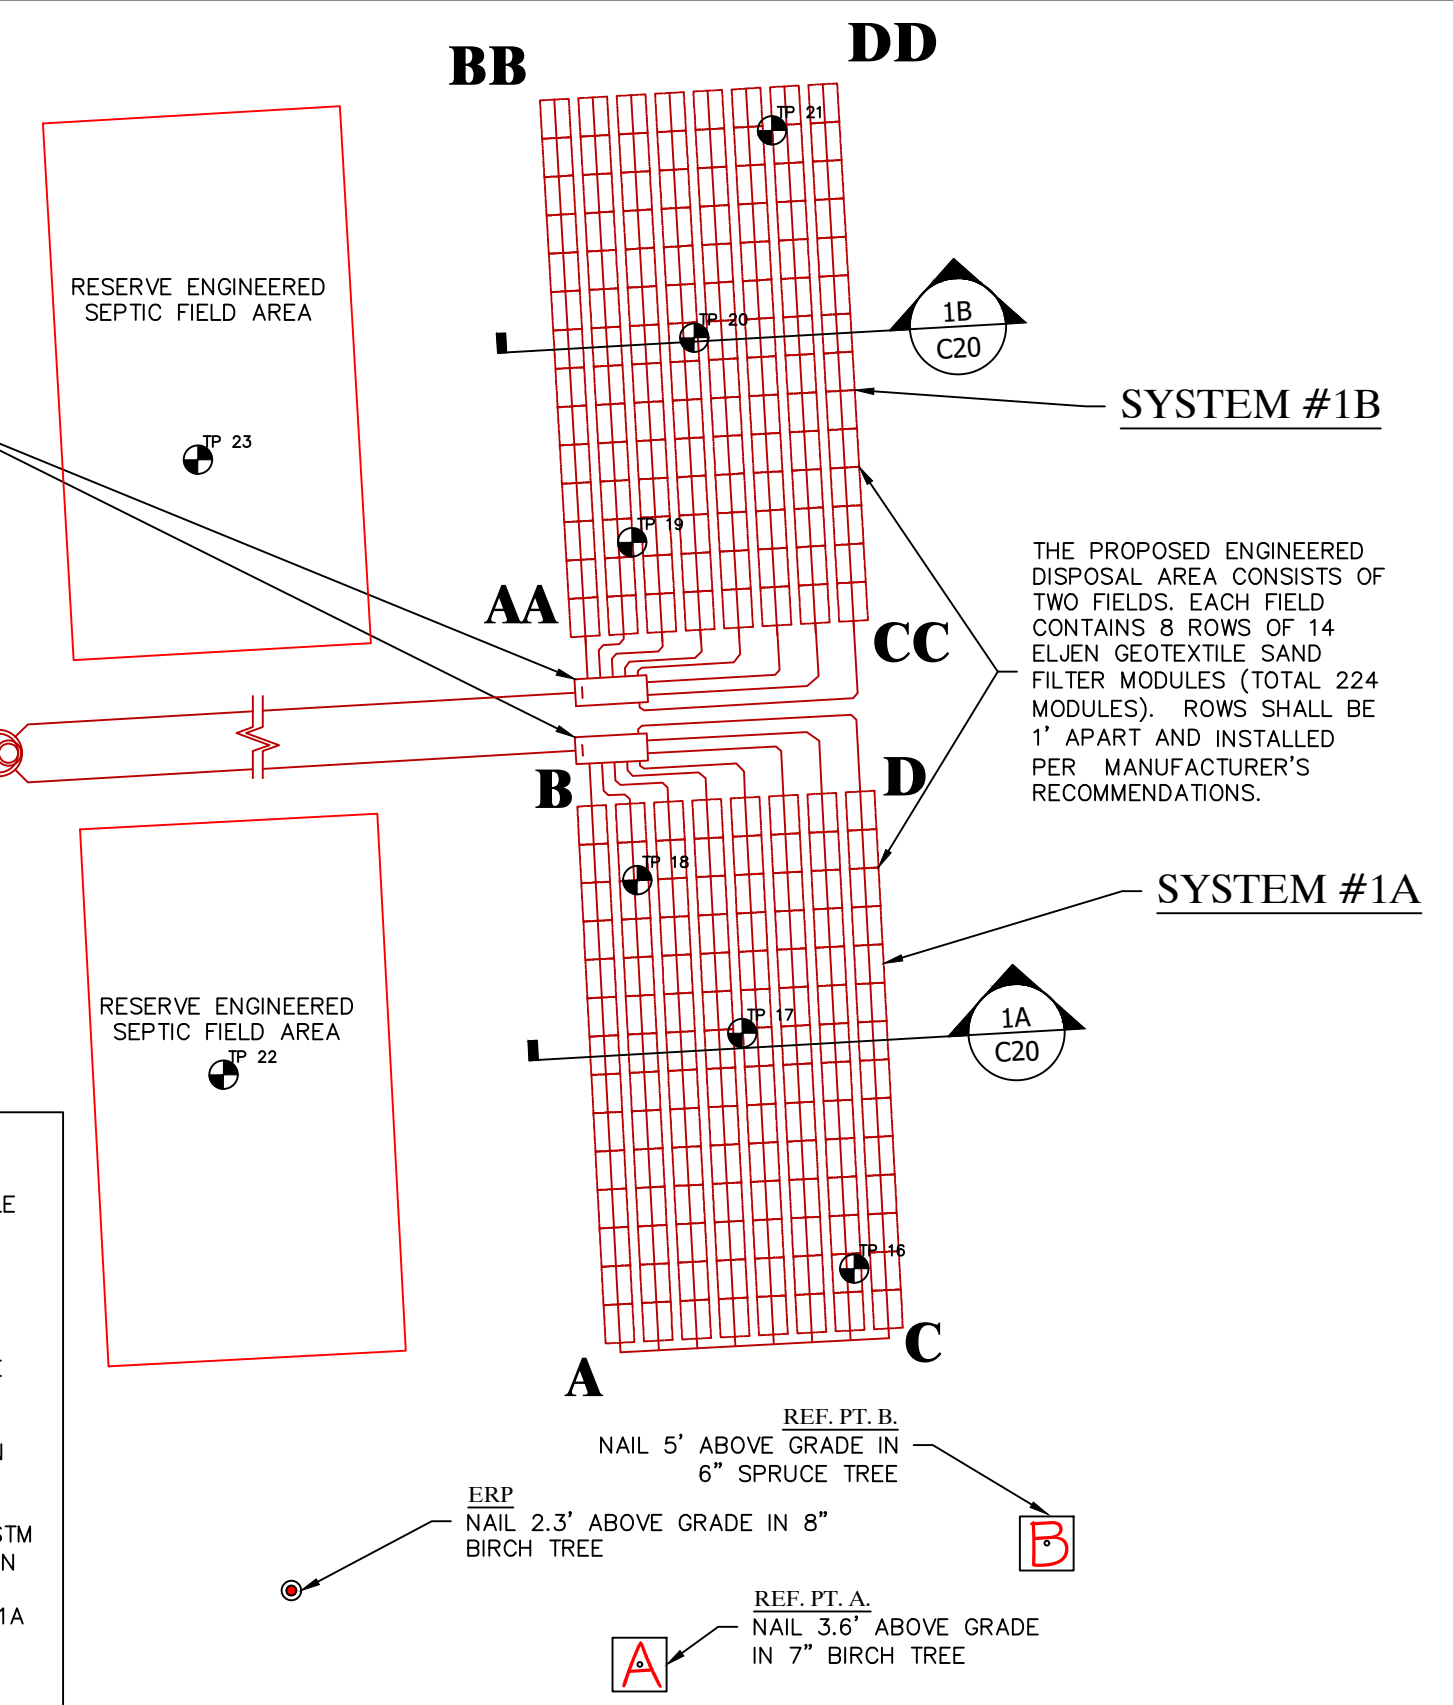 BB
DD
TP 21
RESERVE ENGINEERED
SEPTIC FIELD AREA
1B
C20
TP 20
SYSTEM #1B
TP 23
TP 19
THE PROPOSED ENGINEERED
DISPOSAL AREA CONSISTS OF
TWO FIELDS. EACH FIELD
CONTAINS 8 ROWS OF 14
ELJEN GEOTEXTILE SAND
FILTER MODULES (TOTAL 224
MODULES). ROWS SHALL BE
1' APART AND INSTALLED
PER MANUFACTURER'S
RECOMMENDATIONS.
AA
CC
B
D
TP 18
SYSTEM #1A
RESERVE ENGINEERED
SEPTIC FIELD AREA
TP 22
TP 17
1A
C20
TP 16
A
C
REF. PT. B.
NAIL 5' ABOVE GRADE IN
6" SPRUCE TREE
B
ERP
NAIL 2.3' ABOVE GRADE IN 8"
BIRCH TREE
REF. PT. A.
NAIL 3.6' ABOVE GRADE
IN 7" BIRCH TREE
A
STM
N
1A